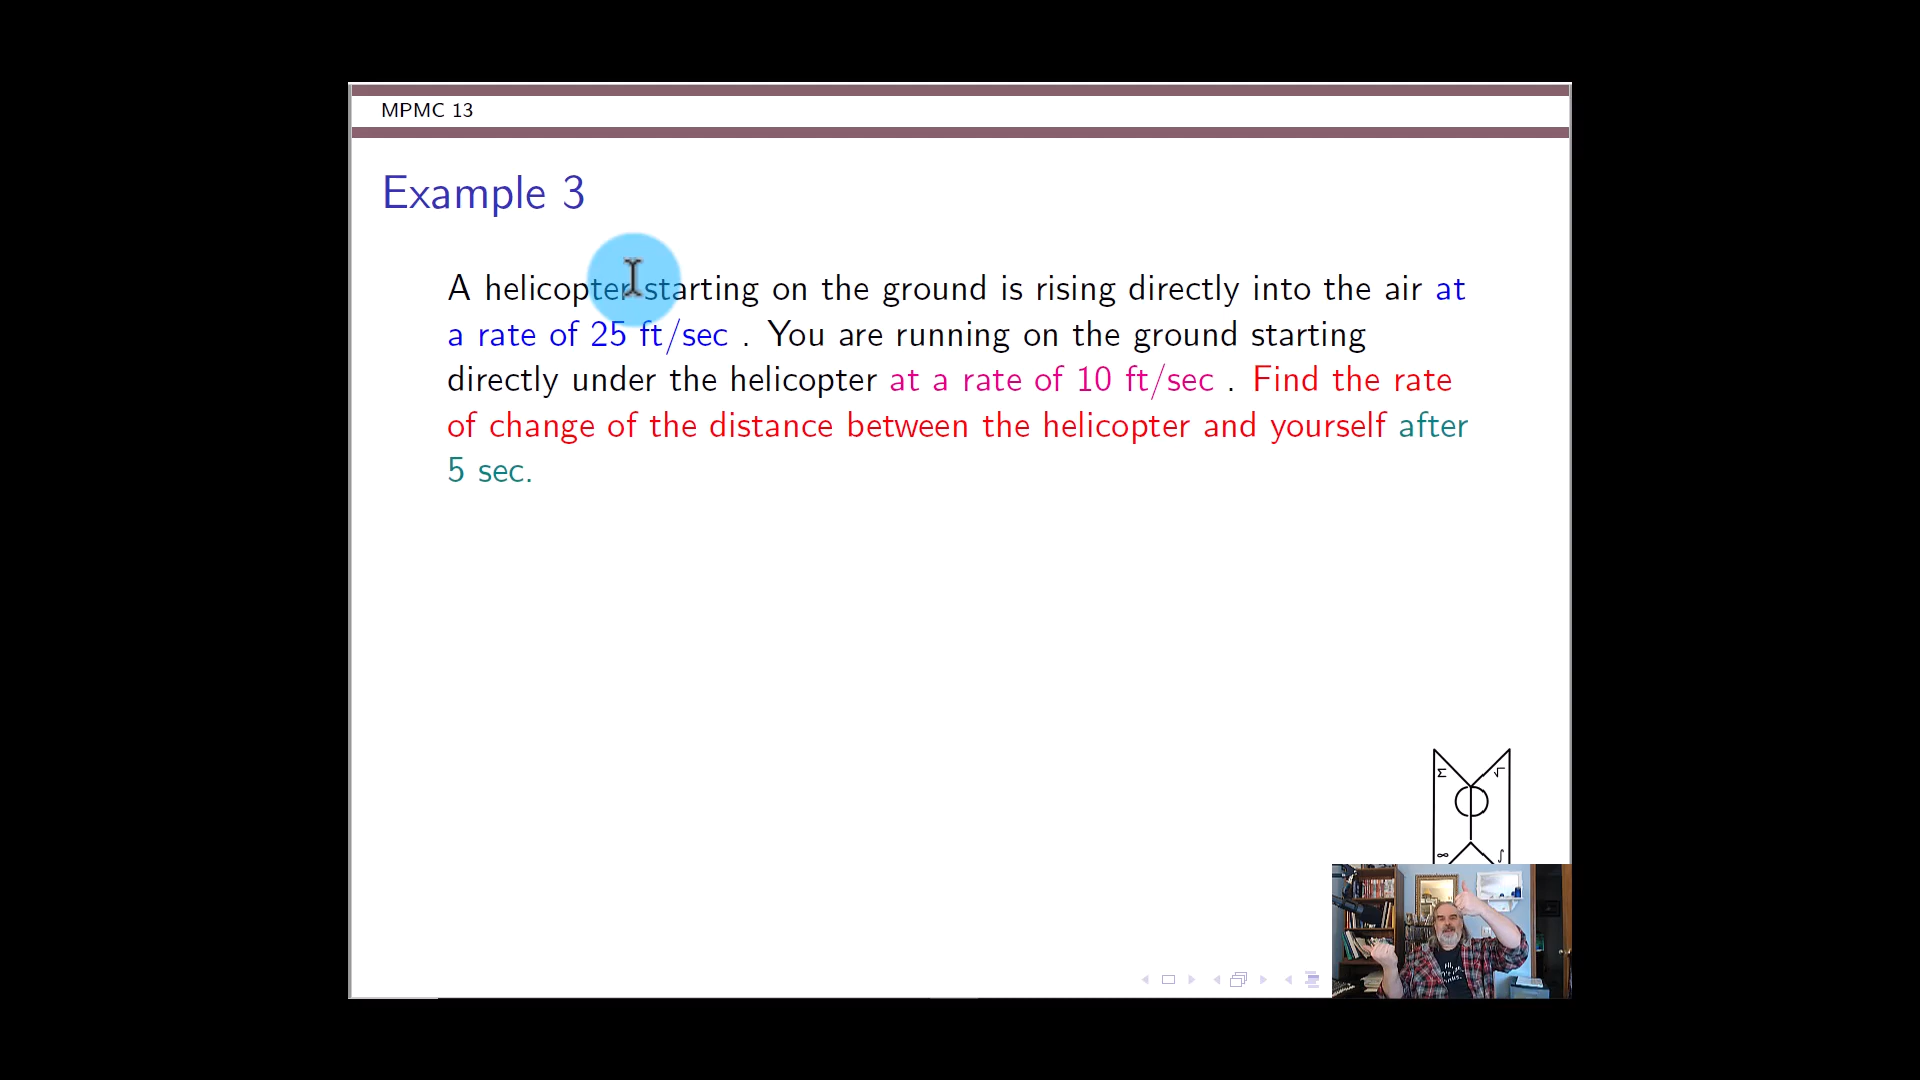 MPMC 13
Example 3
A helicopter starting on the ground is rising directly into the air at
a rate of 25 ft/sec . You are running on the ground starting
directly under the helicopter at a rate of 10 ft/sec . Find the rate
of change of the distance between the helicopter and yourself after
5 sec.
Σ √
∞ ∫